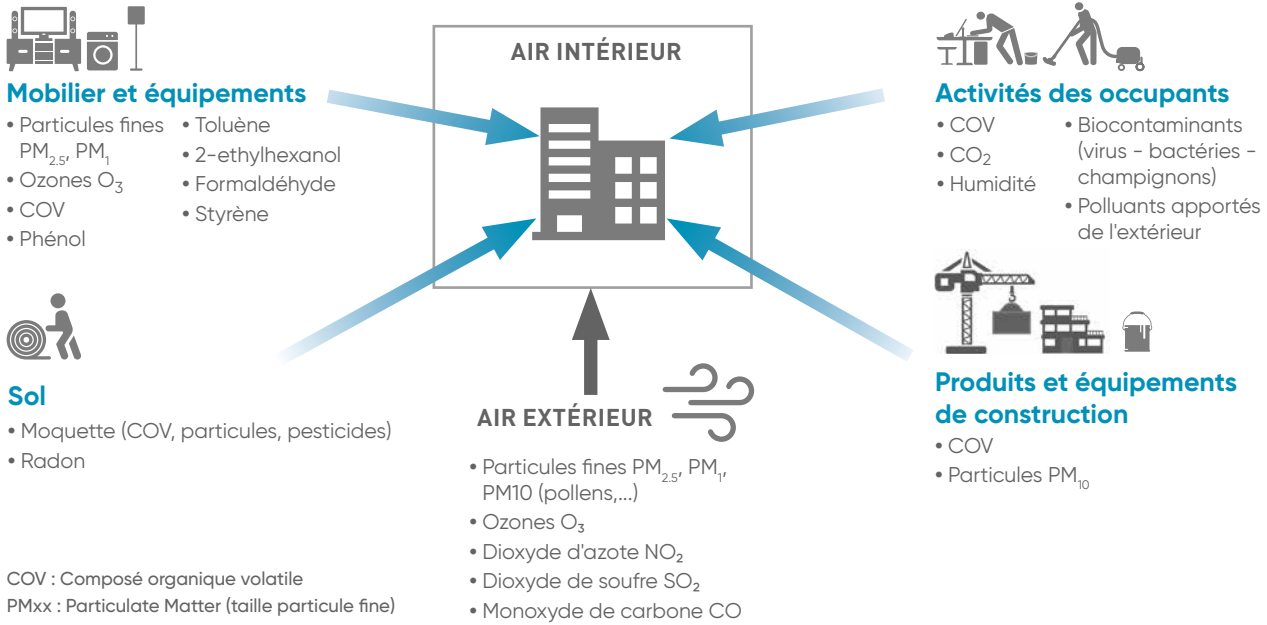 AIR INTÉRIEUR
Mobilier et équipements
• Particules fines
PM2.5, PM1
• Ozones O3
• COV
• Phénol
• Toluène
• 2-ethylhexanol
• Formaldéhyde
• Styrène
Activités des occupants
• COV
• CO2
• Humidité
• Biocontaminants
(virus - bactéries -
champignons)
• Polluants apportés
de l'extérieur
Sol
• Moquette (COV, particules, pesticides)
• Radon
AIR EXTÉRIEUR
• Particules fines PM2.5, PM1,
PM10 (pollens,...)
• Ozones O3
• Dioxyde d'azote NO2
• Dioxyde de soufre SO2
• Monoxyde de carbone CO
Produits et équipements
de construction
• COV
• Particules PM10
COV : Composé organique volatile
PMxx : Particulate Matter (taille particule fine)